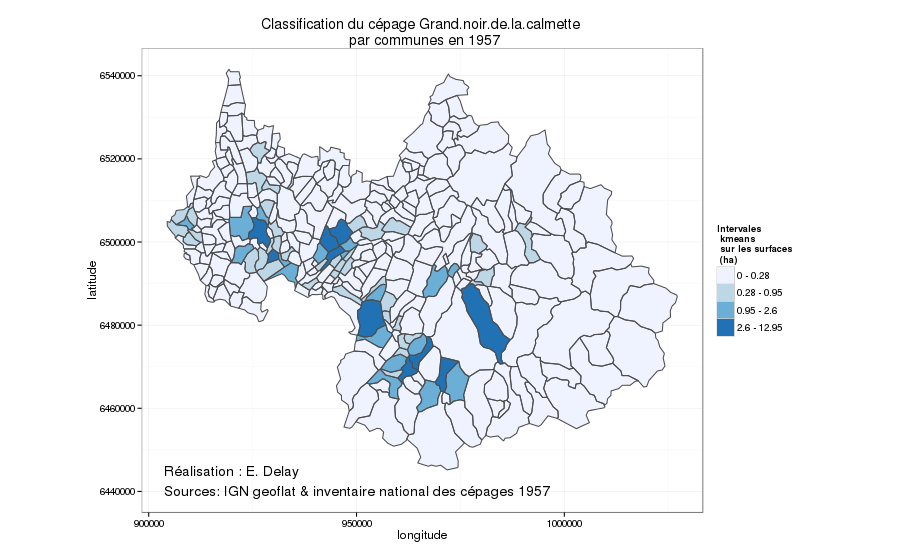 Classification du cépage Grand.noir.de.la.calmette
par communes en 1957
6540000
6520000
6500000
6480000
6460000
6440000
latitude
900000
950000
1000000
longitude
Réalisation : E. Delay
Sources: IGN geoflat & inventaire national des cépages 1957
Intervales
kmeans
sur les surfaces
(ha)
0 - 0.28
0.28 - 0.95
0.95 - 2.6
2.6 - 12.95